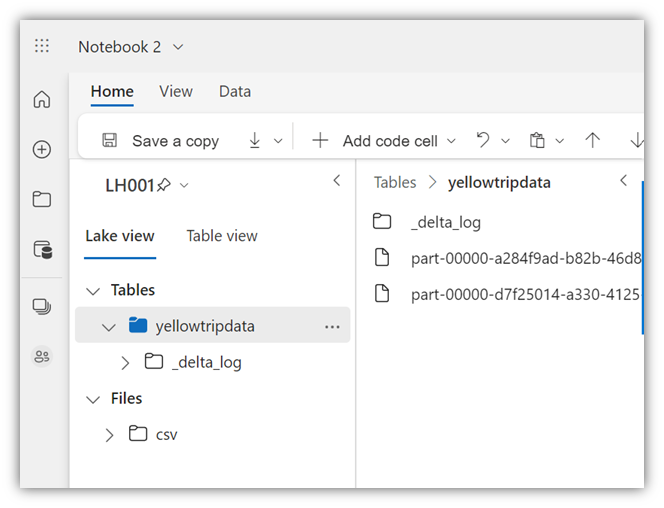 Notebook 2
Home View Data
Save a copy Add code cell
LH001
Tables yellowtripdata
Lake view Table view
_delta_log
part-00000-a284f9ad-b82b-46d8
part-00000-d7f25014-a330-4125
Tables
yellowtripdata
_delta_log
Files
csv